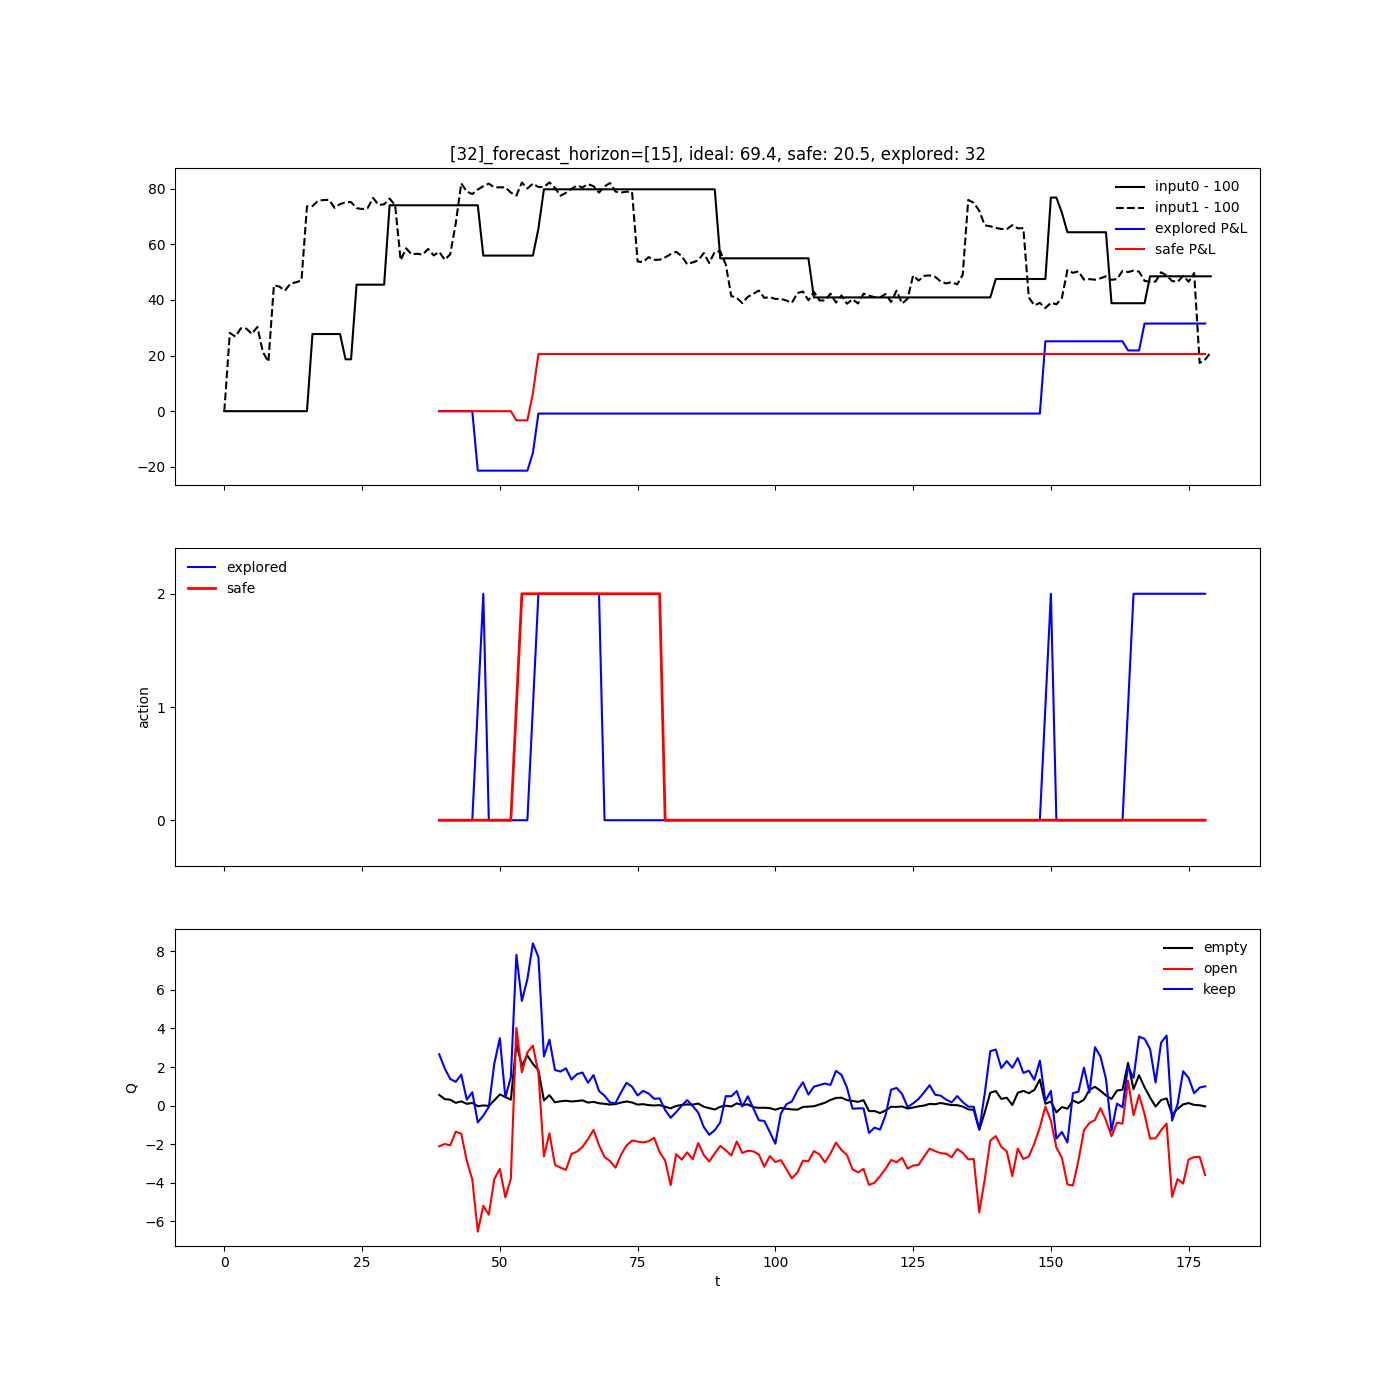 [32]_forecast_horizon=[15], ideal: 69.4, safe: 20.5, explored: 32
80
60
40
20
0
−20
input0 - 100
input1 - 100
explored P&L
safe P&L
explored
safe
2
1
0
action
empty
open
keep
8
6
4
2
0
−2
−4
−6
Q
0
25
50
75
100
125
150
175
t